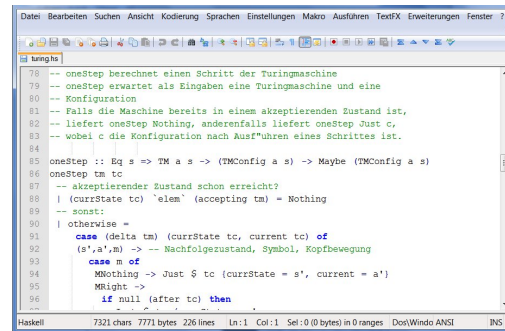 Datei Bearbeiten Suchen Ansicht Kodierung Sprachen Einstellungen Makro Ausführen TextFX Erweiterungen Fenster ?
turing.hs
78 -- oneStep berechnet einen Schritt der Turingmaschine
79 -- oneStep erwartet als Eingaben eine Turingmaschine und eine
80 -- Konfiguration
81 -- Falls die Maschine bereits in einem akzeptierenden Zustand ist,
82 -- liefert oneStep Nothing, anderenfalls liefert oneStep Just c,
83 -- wobei c die Konfiguration nach Ausf"uhren eines Schrittes ist.
84
85 oneStep :: Eq s => TM a s -> (TMConfig a s) -> Maybe (TMConfig a s)
86 oneStep tm tc
87 -- akzeptierender Zustand schon erreicht?
88 | (currState tc) `elem` (accepting tm) = Nothing
89 -- sonst:
90 | otherwise =
91 case (delta tm) (currState tc, current tc) of
92 (s',a',m) -> -- Nachfolgezustand, Symbol, Kopfbewegung
93 case m of
94 MNothing -> Just $ tc {currState = s', current = a'}
95 MRight ->
96 if null (after tc) then
Haskell 7321 chars 7771 bytes 226 lines Ln : 1 Col : 1 Sel : 0 (0 bytes) in 0 ranges Dos\Windo ANSI INS